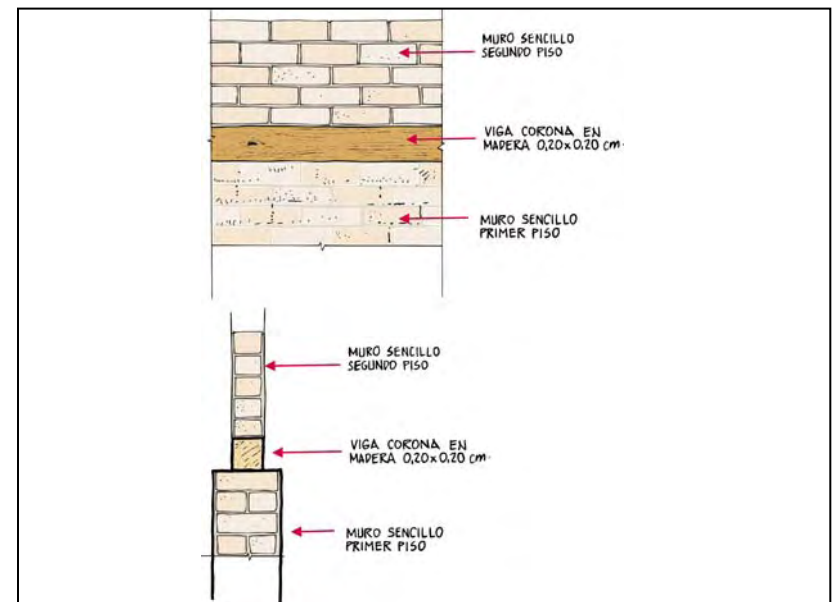 MURO SENCILLO
SEGUNDO PISO
VIGA CORONA EN
MADERA 0,20x0.20 cm.
MURO SENCILLO
PRIMER PISO
MURO SENCILLO
SEGUNDO PISO
VIGA CORONA EN
MADERA 0,20x0.20 cm.
MURO SENCILLO
PRIMER PISO